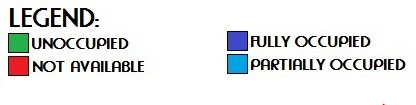 LEGEND:
UNOCCUPIED
NOT AVAILABLE
FULLY OCCUPIED
PARTIALLY OCCUPIED